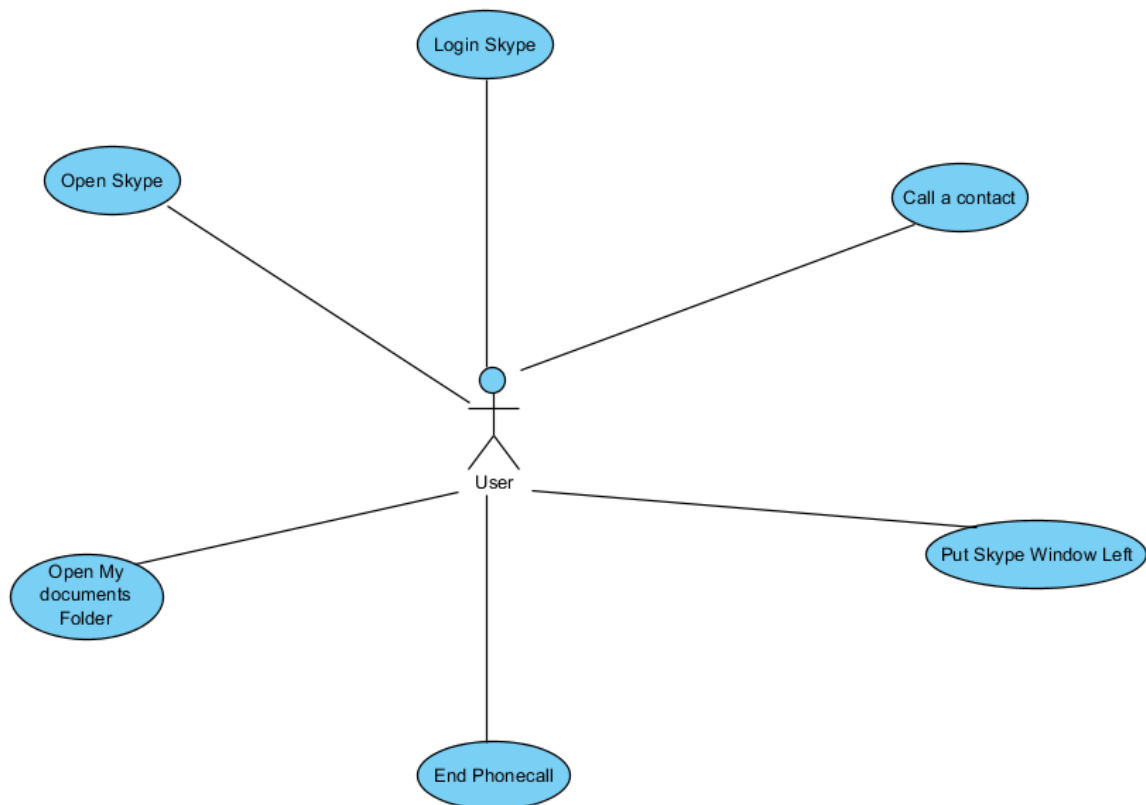 Login Skype
Open Skype
Call a contact
User
Put Skype Window Left
Open My
documents
Folder
End Phonecall